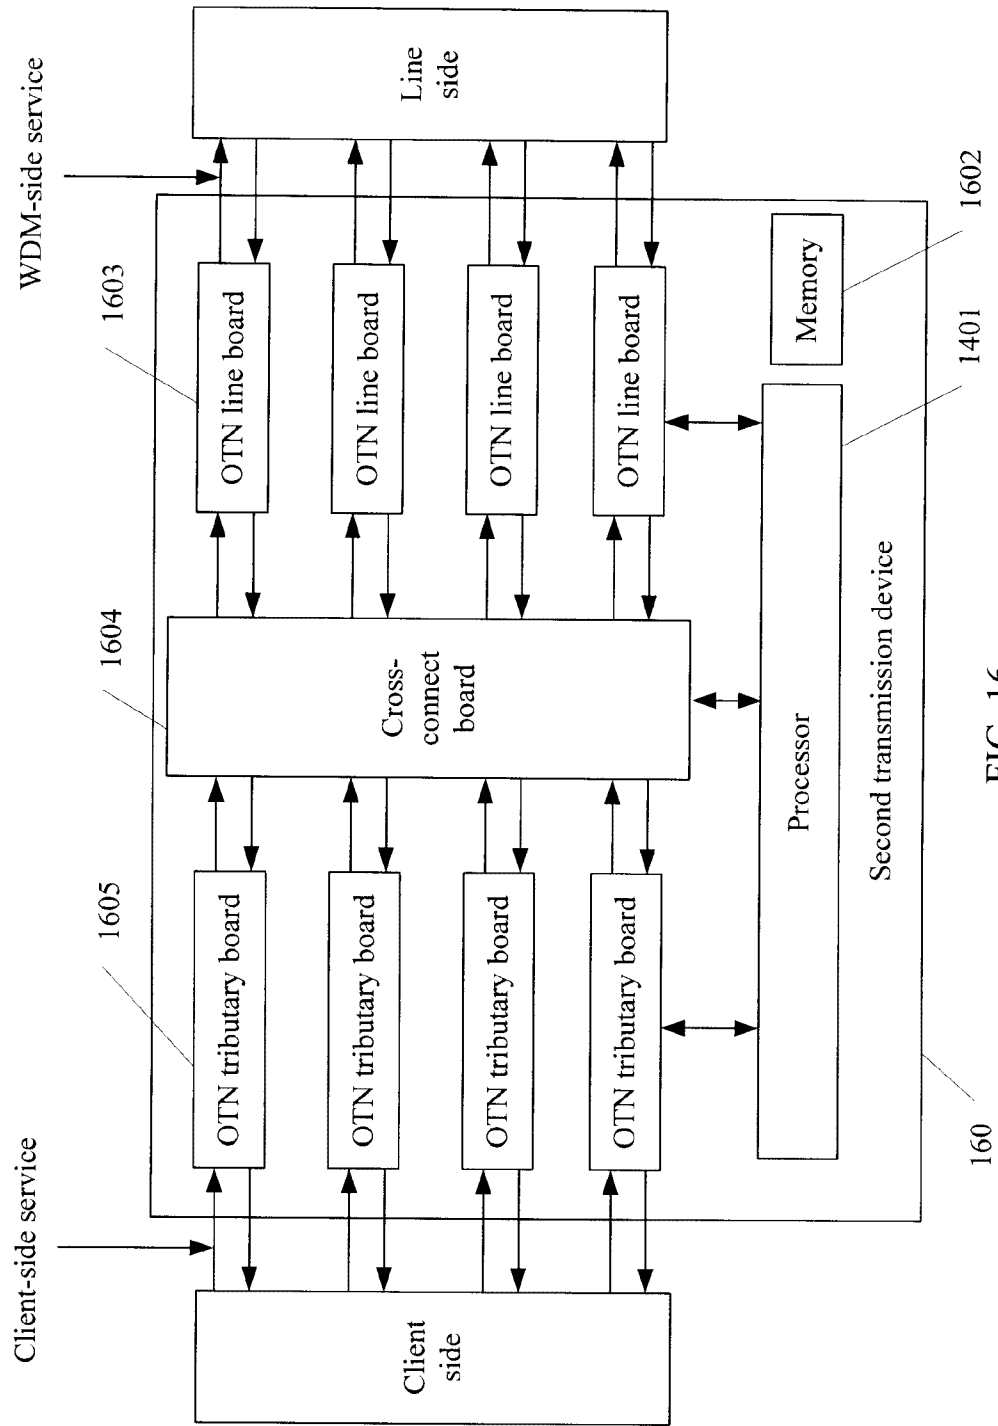 Client-side service
WDM-side service
1605
1604
1603
Client
side
OTN tributary board
OTN tributary board
OTN tributary board
OTN tributary board
Cross-
connect
board
OTN line board
OTN line board
OTN line board
OTN line board
Line
side
Processor
Memory
Second transmission device
160
1401
1602
FIG. 16